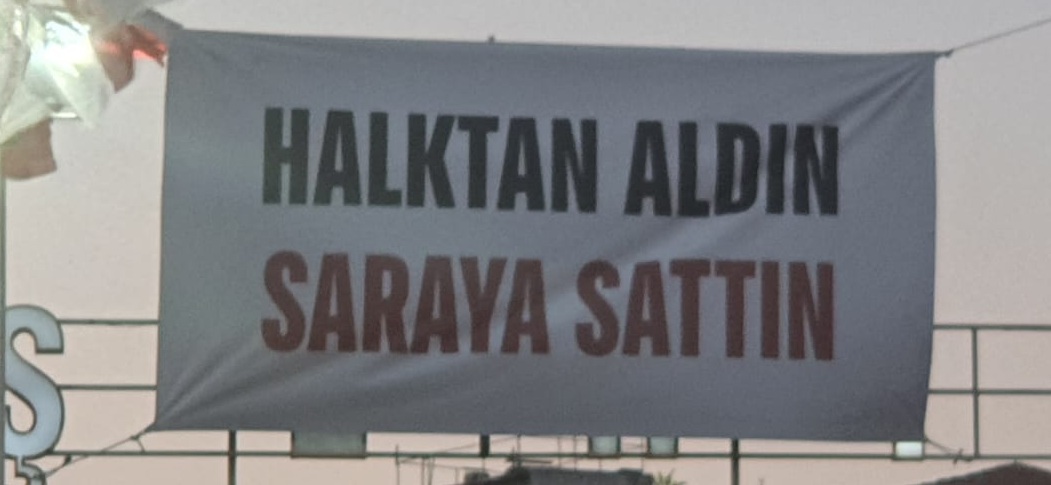 HALKTAN ALDIN
SARAYA SATTIN
Ş